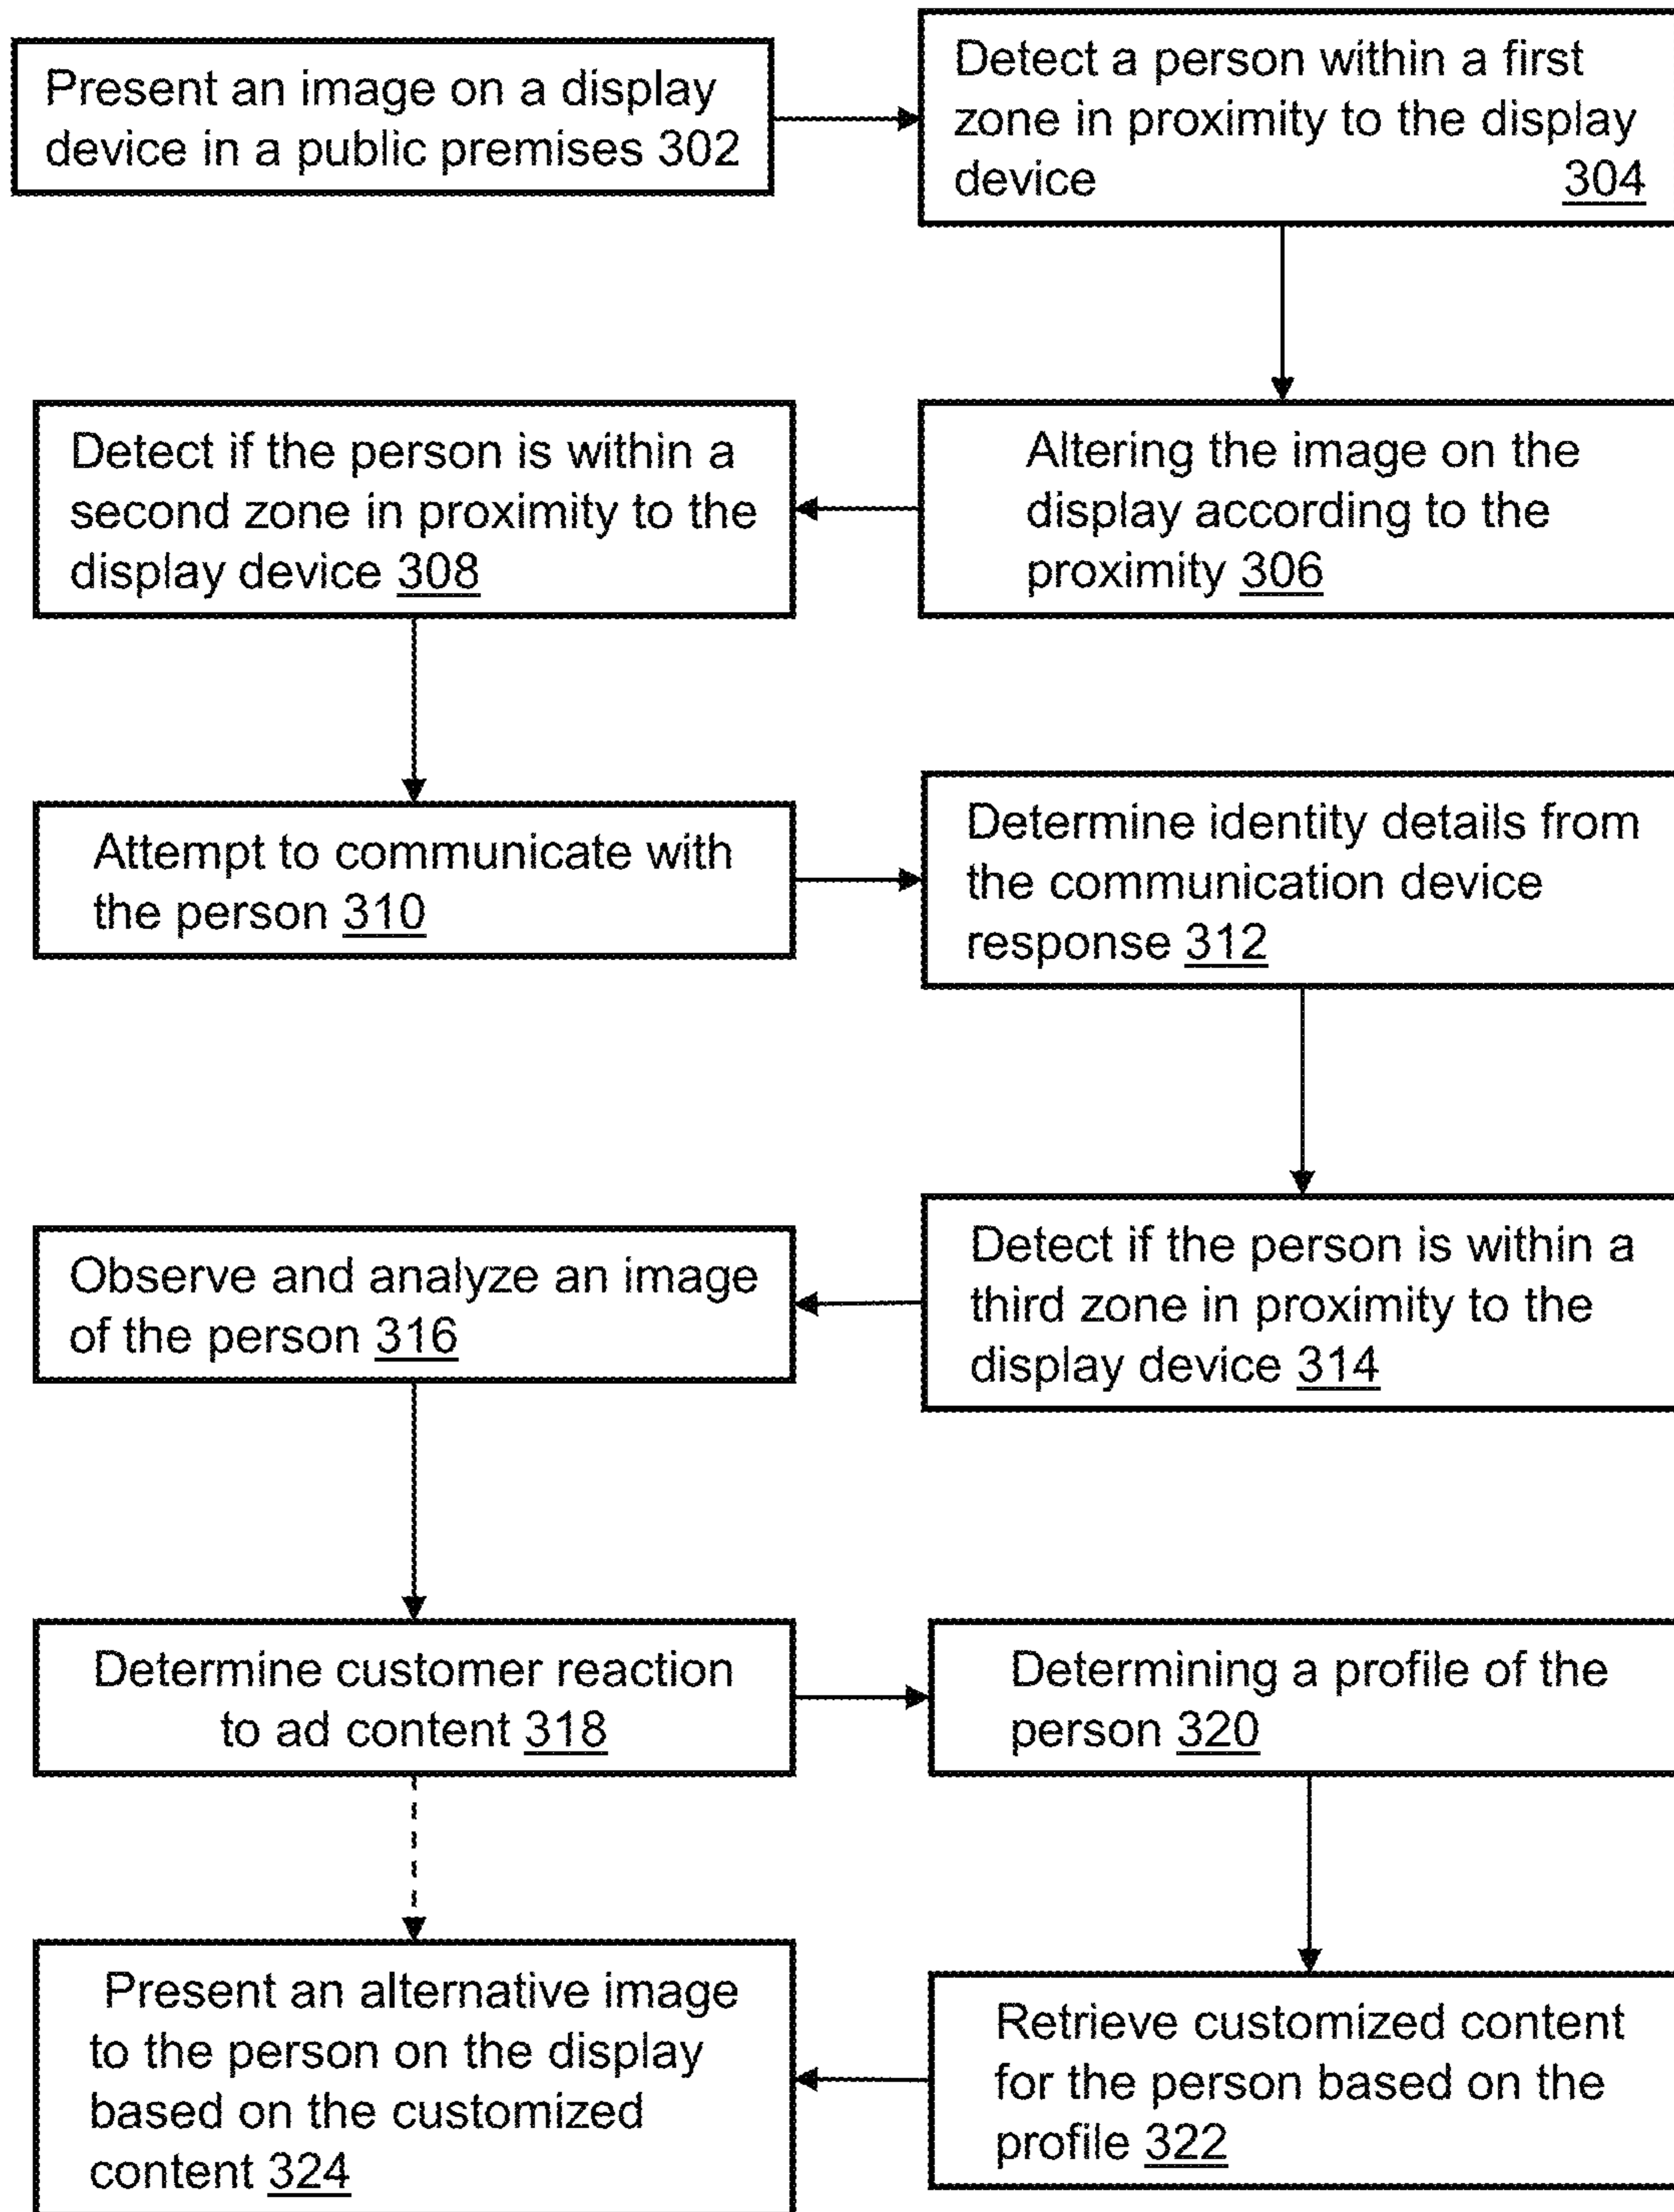 Present an image on a display
device in a public premises 302
Detect a person within a first
zone in proximity to the display
device 304
Altering the image on the
display according to the
proximity 306
Detect if the person is within a
second zone in proximity to the
display device 308
Attempt to communicate with
the person 310
Determine identity details from
the communication device
response 312
Detect if the person is within a
third zone in proximity to the
display device 314
Observe and analyze an image
of the person 316
Determine customer reaction
to ad content 318
Determining a profile of the
person 320
Retrieve customized content
for the person based on the
profile 322
Present an alternative image
to the person on the display
based on the customized
content 324